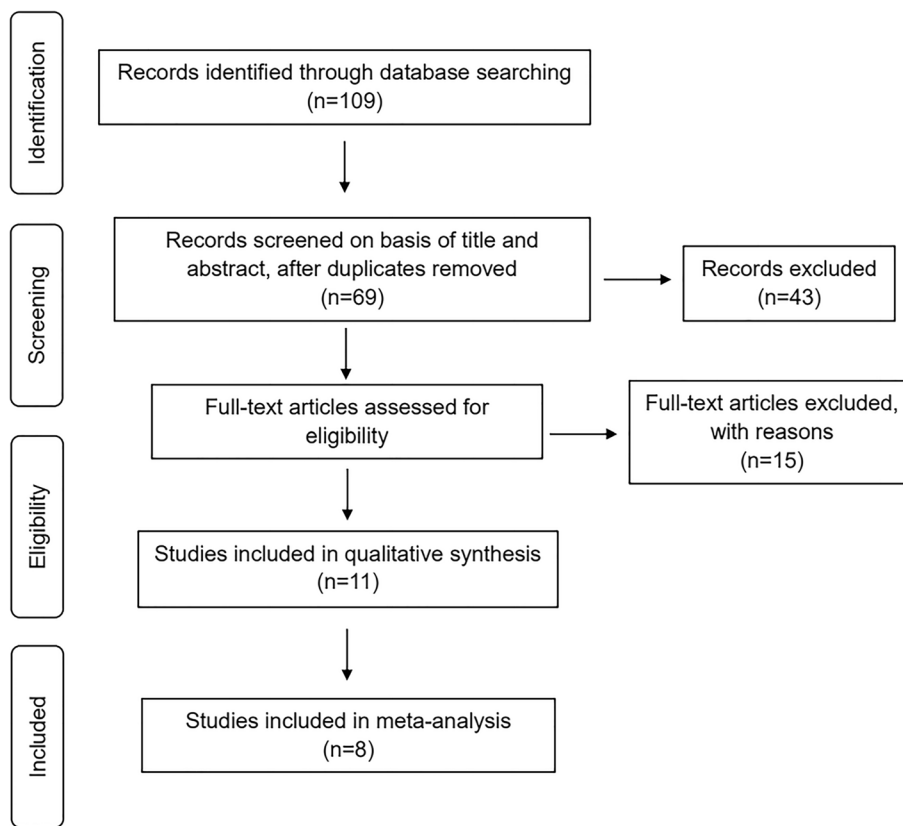 Identification
Records identified through database searching
(n=109)
Screening
Records screened on basis of title and
abstract, after duplicates removed
(n=69)
Records excluded
(n=43)
Full-text articles assessed for
eligibility
Full-text articles excluded,
with reasons
(n=15)
Eligibility
Studies included in qualitative synthesis
(n=11)
Included
Studies included in meta-analysis
(n=8)